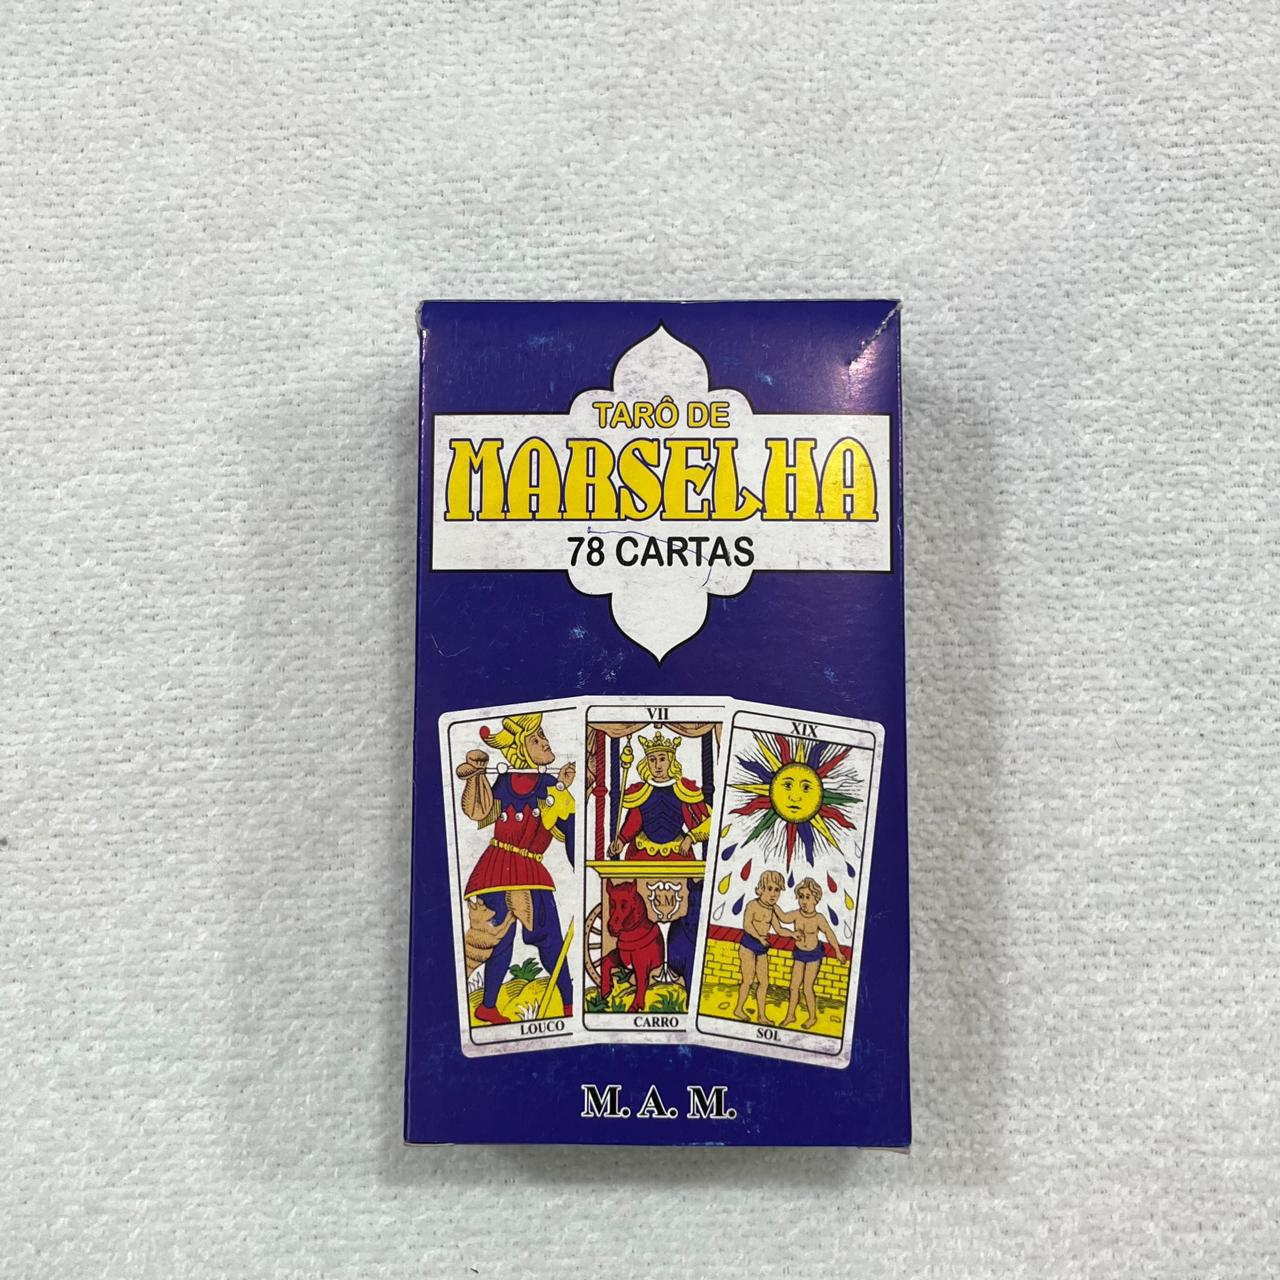 TARÔ DE
MARSELHA
78 CARTAS
VII
XIX
S.M
LOUCO
CARRO
SOL
M. A. M.